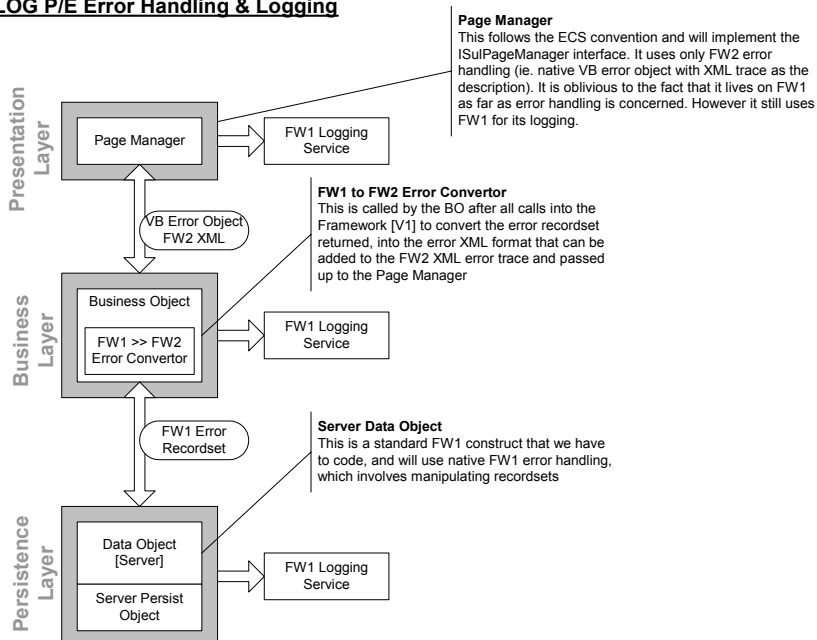 LOG P/E Error Handling & Logging
Page Manager
This follows the ECS convention and will implement the
ISulPageManager interface. It uses only FW2 error
handling (ie. native VB error object with XML trace as the
description). It is oblivious to the fact that it lives on FW1
as far as error handling is concerned. However it still uses
FW1 for its logging.
Presentation
Layer
Page Manager
FW1 Logging
Service
VB Error Object
FW2 XML
FW1 to FW2 Error Convertor
This is called by the BO after all calls into the
Framework [V1] to convert the error recordset
returned, into the error XML format that can be
added to the FW2 XML error trace and passed
up to the Page Manager
Business
Layer
Business Object
FW1 >> FW2
Error Convertor
FW1 Logging
Service
FW1 Error
Recordset
Server Data Object
This is a standard FW1 construct that we have
to code, and will use native FW1 error handling,
which involves manipulating recordsets
Persistence
Layer
Data Object
[Server]
Server Persist
Object
FW1 Logging
Service